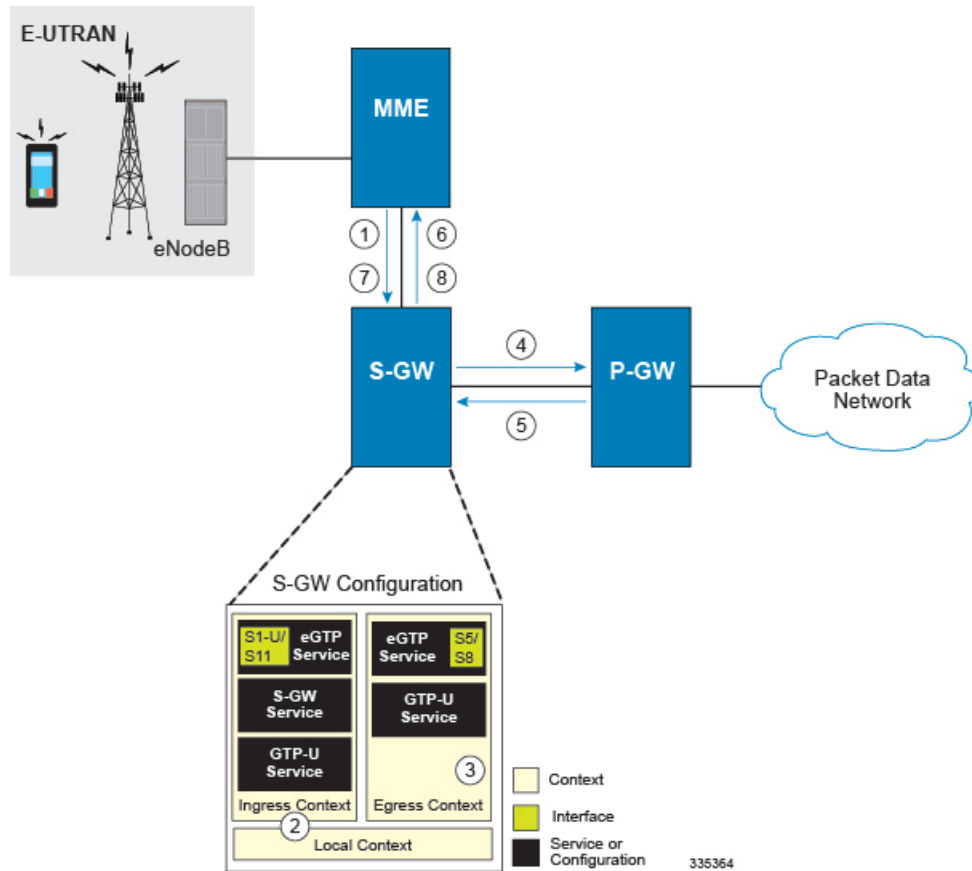 E-UTRAN
eNodeB
MME
1
6
7
8
S-GW
4
5
P-GW
Packet Data
Network
S-GW Configuration
S1-U/
S11
eGTP
Service
S-GW
Service
GTP-U
Service
Ingress Context
2
eGTP
Service
S5/
S8
GTP-U
Service
3
Egress Context
Local Context
Context
Interface
Service or
Configuration
335364